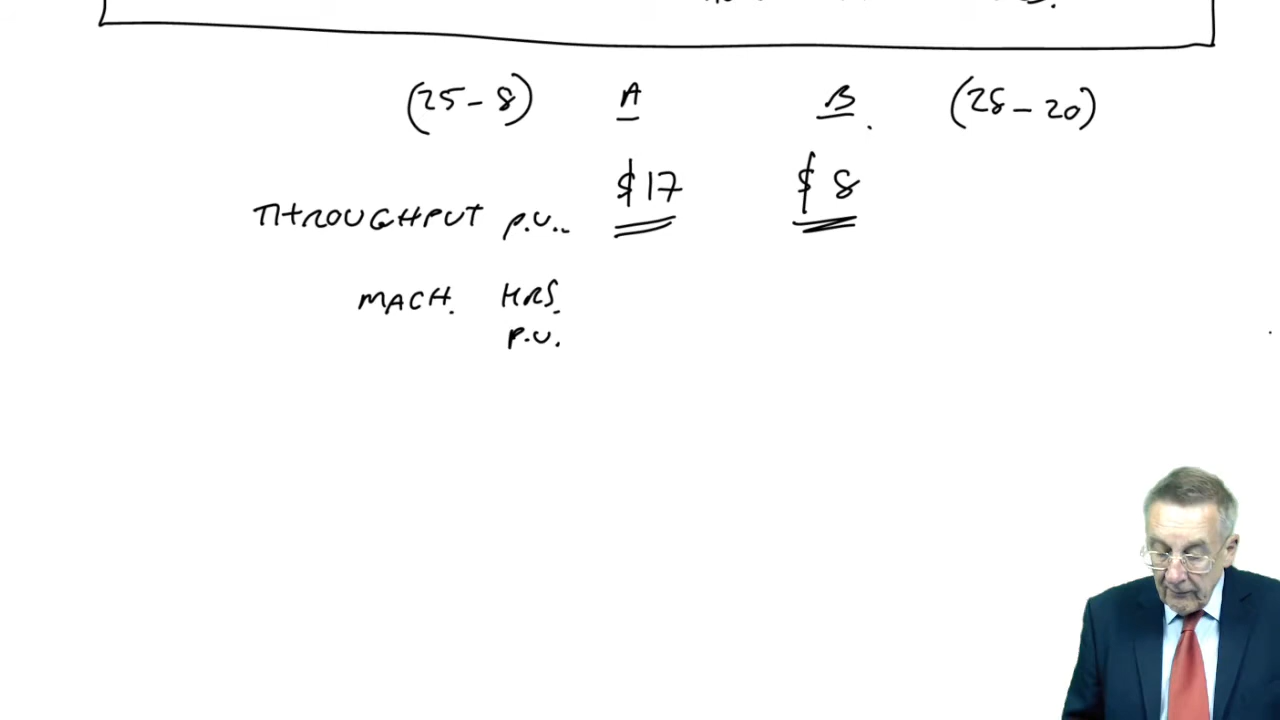 (25 - 8) A B. (28 - 20)
$17 $8
THROUGHPUT p.u..
MACH. HRS.
P.U.